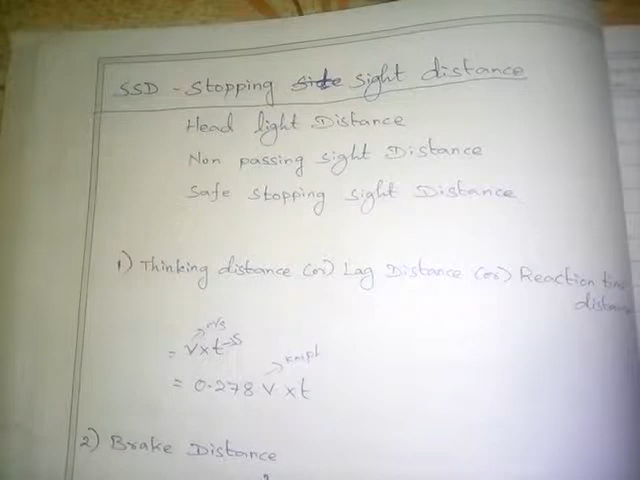 SSD - Stopping sight distance
Head light Distance
Non passing sight Distance
Safe stopping sight Distance
1) Thinking distance (or) Lag Distance (or) Reaction time
distance
m/s
= v x t → s
kmph
= 0.278 V x t
2) Brake Distance